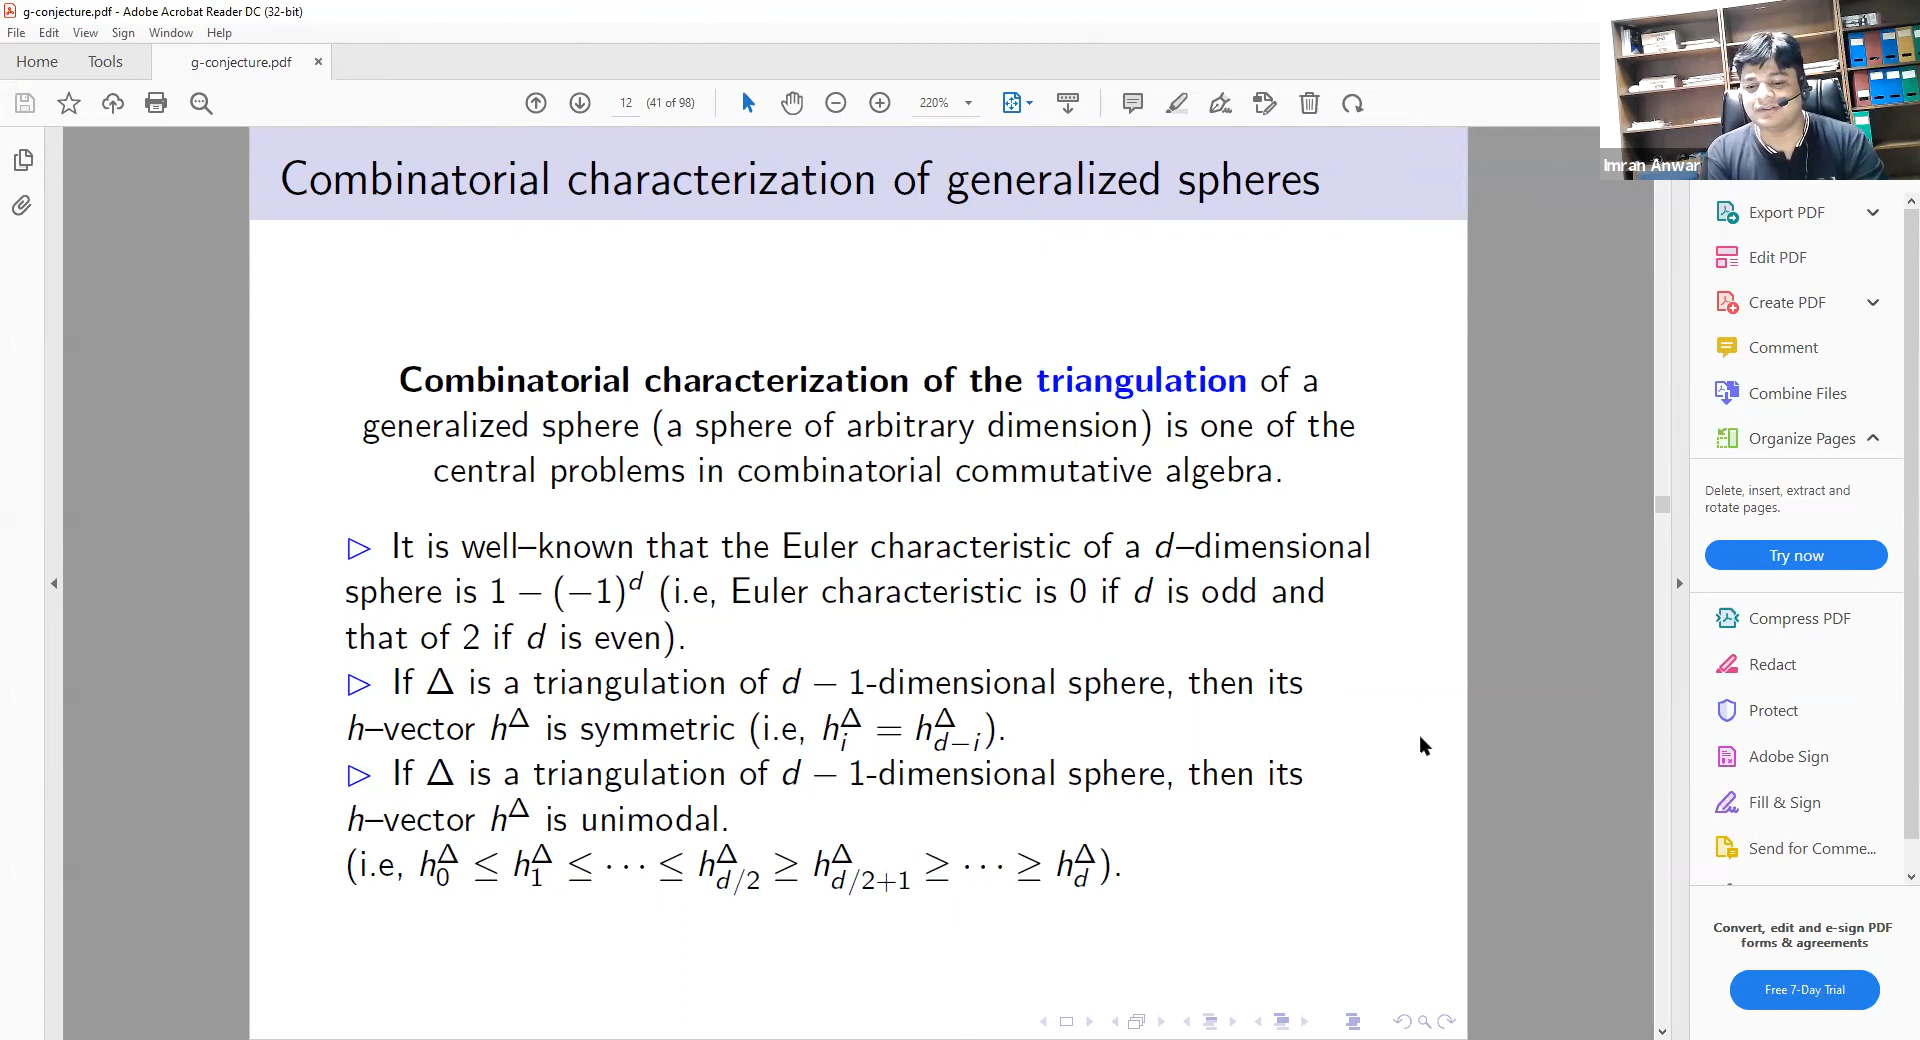 g-conjecture.pdf - Adobe Acrobat Reader DC (32-bit)
File Edit View Sign Window Help
Home Tools g-conjecture.pdf ×
12 (41 of 98) 220%
Imran Anwar
Combinatorial characterization of generalized spheres
Combinatorial characterization of the triangulation of a
generalized sphere (a sphere of arbitrary dimension) is one of the
central problems in combinatorial commutative algebra.
▷ It is well–known that the Euler characteristic of a d–dimensional
sphere is 1 − (−1)^d (i.e, Euler characteristic is 0 if d is odd and
that of 2 if d is even).
▷ If Δ is a triangulation of d − 1-dimensional sphere, then its
h–vector h^Δ is symmetric (i.e, h_i^Δ = h_{d−i}^Δ).
▷ If Δ is a triangulation of d − 1-dimensional sphere, then its
h–vector h^Δ is unimodal.
(i.e, h_0^Δ ≤ h_1^Δ ≤ ⋯ ≤ h_{d/2}^Δ ≥ h_{d/2+1}^Δ ≥ ⋯ ≥ h_d^Δ).
Export PDF
Edit PDF
Create PDF
Comment
Combine Files
Organize Pages
Delete, insert, extract and
rotate pages.
Try now
Compress PDF
Redact
Protect
Adobe Sign
Fill & Sign
Send for Comme...
Convert, edit and e-sign PDF
forms & agreements
Free 7-Day Trial